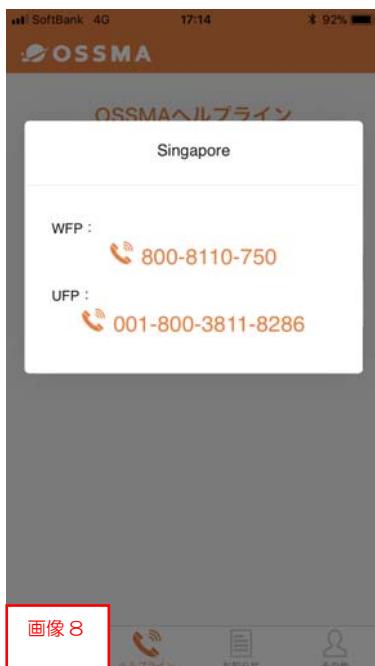 SoftBank 4G 17:14 92%
OSSMA
OSSMAヘルプライン
Singapore
WFP：
800-8110-750
UFP：
001-800-3811-8286
画像８